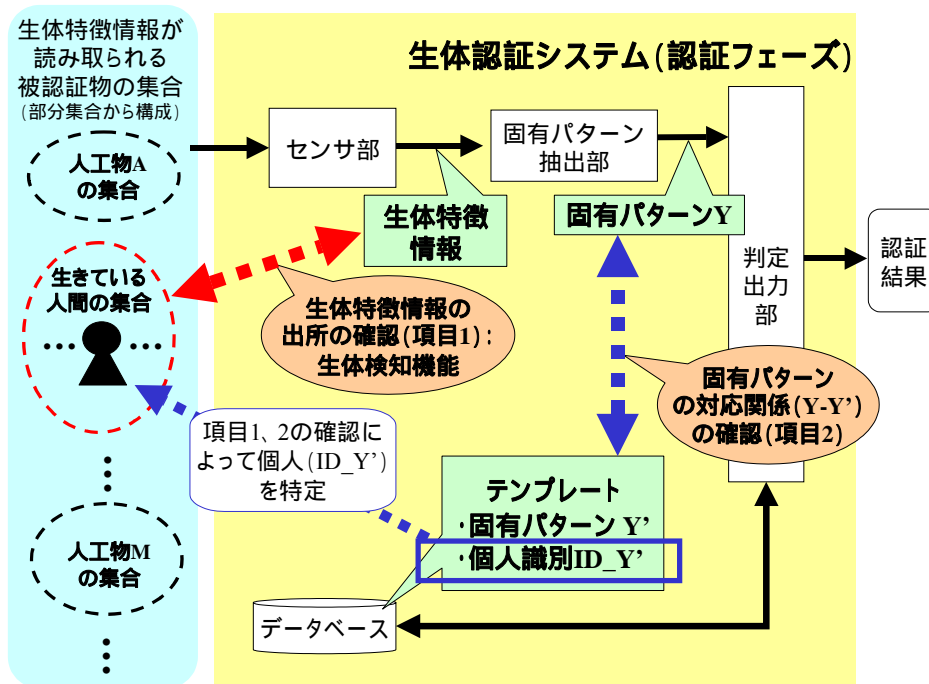 生体特徴情報が
読み取られる
被認証物の集合
(部分集合から構成)
人工物A
の集合
生きている
人間の集合
… …
⋮
人工物M
の集合
⋮
生体認証システム(認証フェーズ)
センサ部
固有パターン
抽出部
生体特徴
情報
固有パターンY
判定
出力
部
認証
結果
生体特徴情報の
出所の確認(項目1):
生体検知機能
固有パターン
の対応関係(Y-Y’)
の確認(項目2)
項目1、2の確認に
よって個人(ID_Y’)
を特定
テンプレート
・固有パターン Y’
・個人識別ID_Y’
データベース